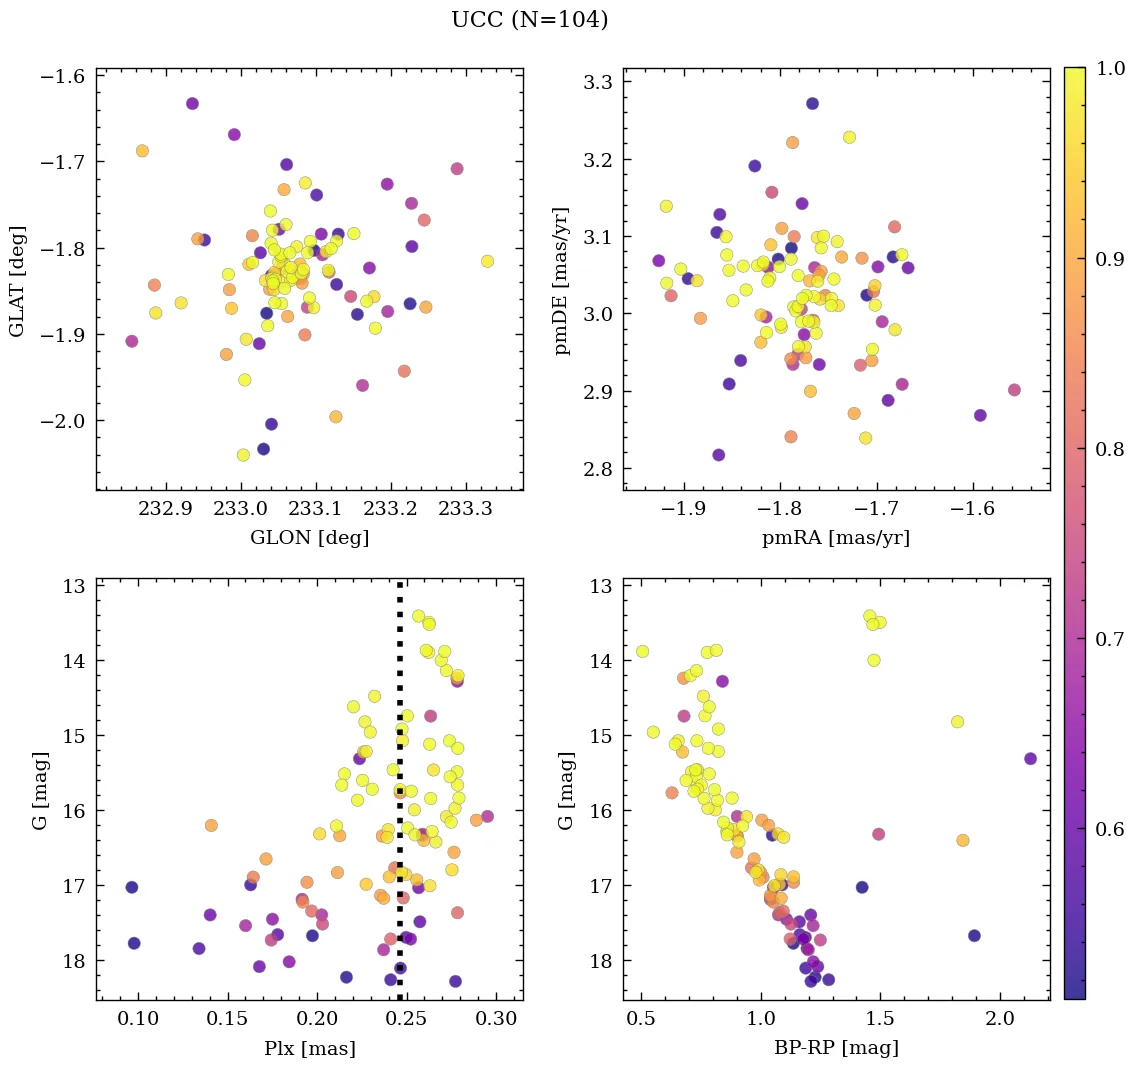 UCC (N=104)
−1.6
−1.7
−1.8
−1.9
−2.0
GLAT [deg]
232.9 233.0 233.1 233.2 233.3
GLON [deg]
3.3
3.2
3.1
3.0
2.9
2.8
pmDE [mas/yr]
−1.9 −1.8 −1.7 −1.6
pmRA [mas/yr]
1.0
0.9
0.8
0.7
0.6
13
14
15
16
17
18
G [mag]
0.10 0.15 0.20 0.25 0.30
Plx [mas]
13
14
15
16
17
18
G [mag]
0.5 1.0 1.5 2.0
BP-RP [mag]